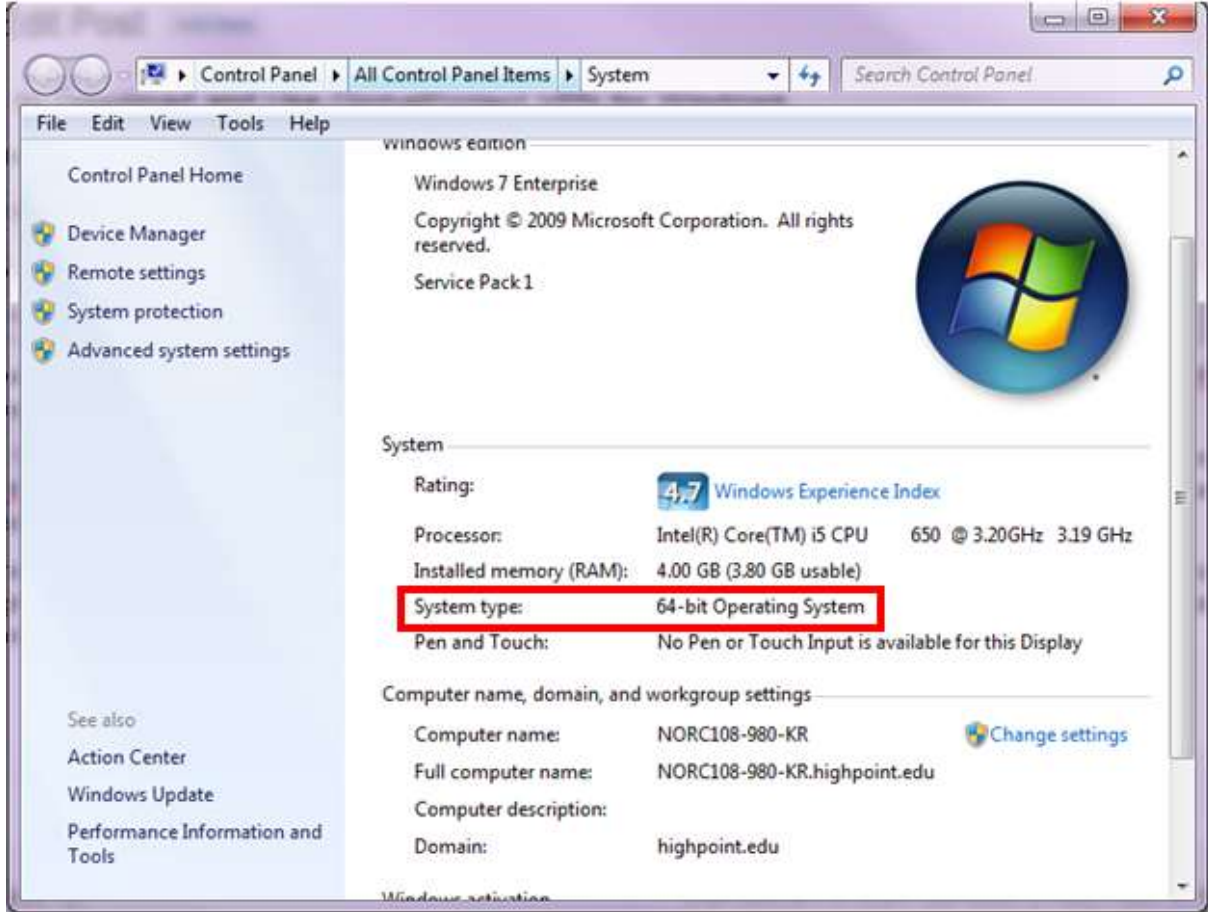 Control Panel
All Control Panel Items
System
Search Control Panel
File Edit View Tools Help
Control Panel Home
Device Manager
Remote settings
System protection
Advanced system settings
See also
Action Center
Windows Update
Performance Information and
Tools
Windows edition
Windows 7 Enterprise
Copyright © 2009 Microsoft Corporation. All rights
reserved.
Service Pack 1
System
Rating: 4.7 Windows Experience Index
Processor: Intel(R) Core(TM) i5 CPU 650 @ 3.20GHz 3.19 GHz
Installed memory (RAM): 4.00 GB (3.80 GB usable)
System type: 64-bit Operating System
Pen and Touch: No Pen or Touch Input is available for this Display
Computer name, domain, and workgroup settings
Computer name: NORC108-980-KR Change settings
Full computer name: NORC108-980-KR.highpoint.edu
Computer description:
Domain: highpoint.edu
Windows activation